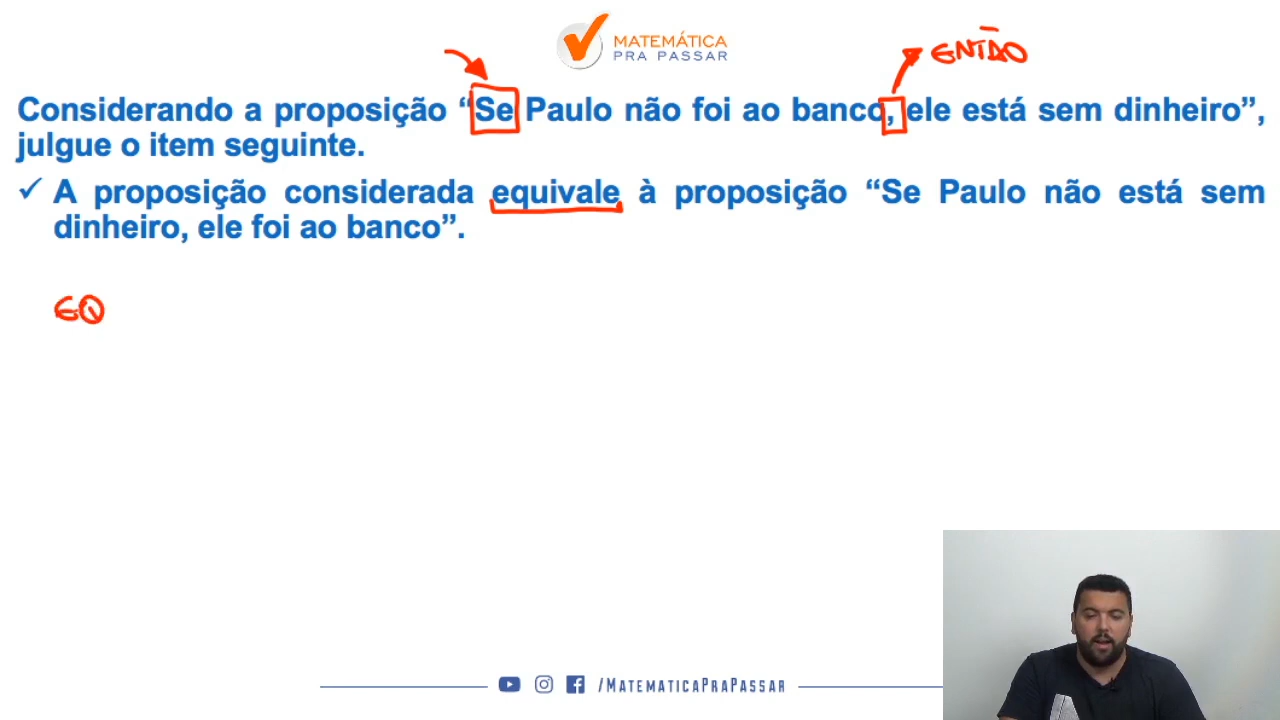 MATEMÁTICA
PRA PASSAR
ENTÃO
Considerando a proposição “Se Paulo não foi ao banco, ele está sem dinheiro”,
julgue o item seguinte.
✓ A proposição considerada equivale à proposição “Se Paulo não está sem
dinheiro, ele foi ao banco”.
EQ
/MATEMATICAPRAPASSAR